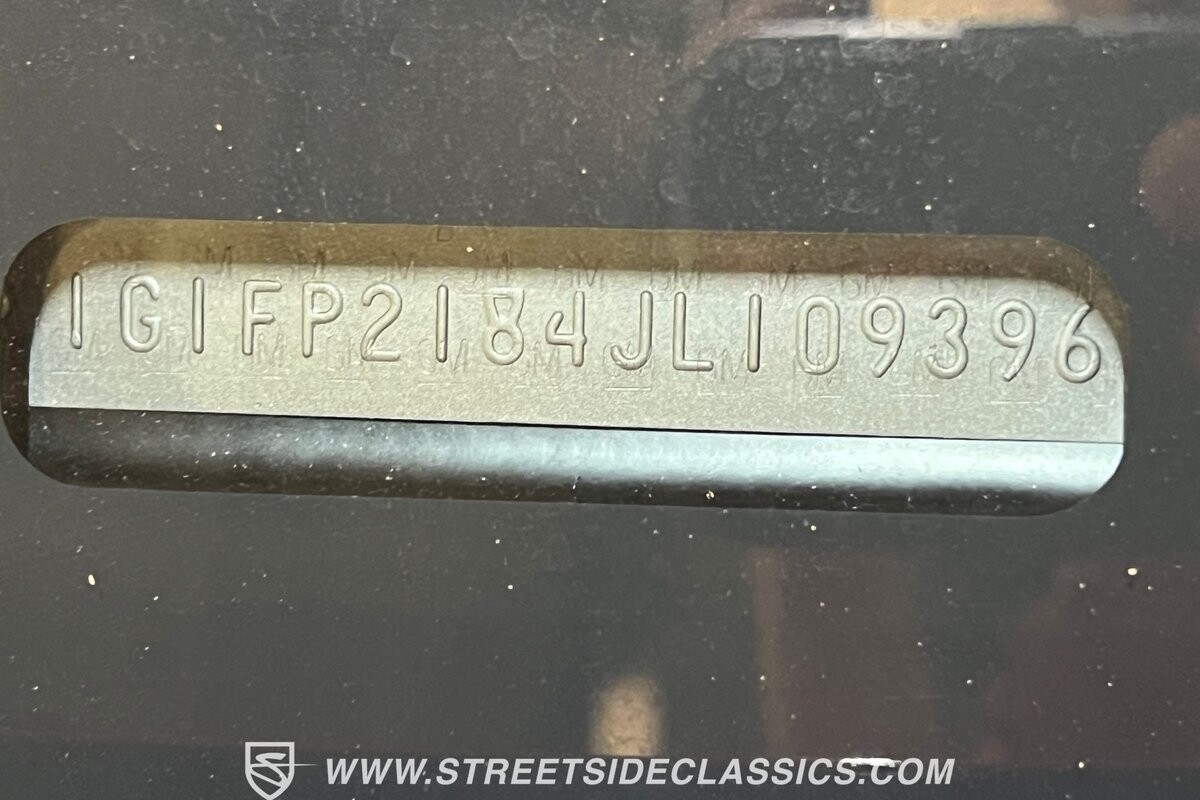 1G1FP2184JL109396
WWW.STREETSIDECLASSICS.COM